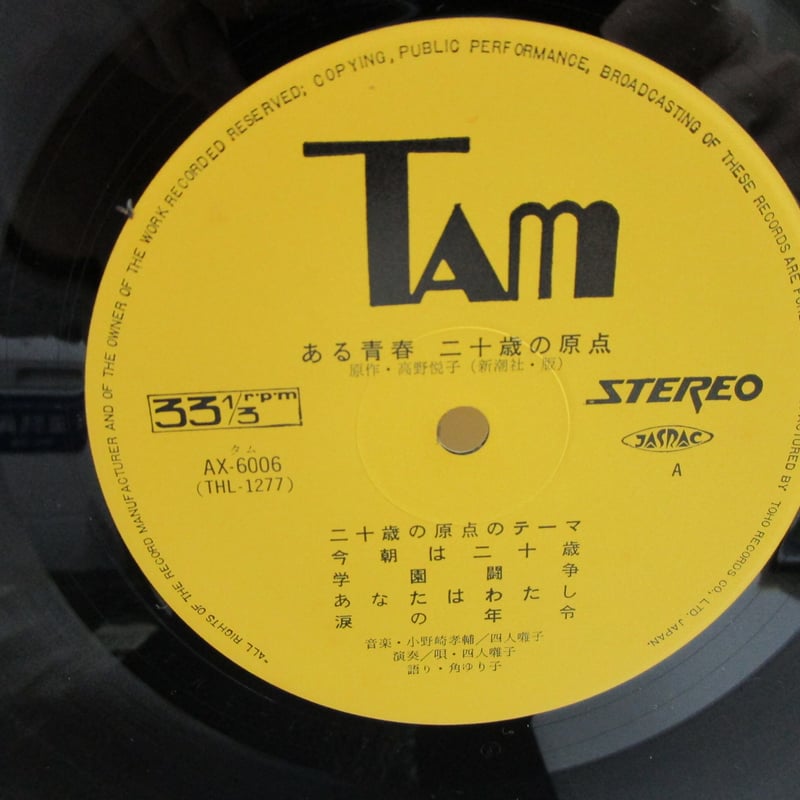 *ALL RIGHTS OF THE RECORD MANUFACTURER AND OF THE OWNER OF THE WORK RECORDED RESERVED; COPYING, PUBLIC PERFORMANCE, BROADCASTING OF THESE RECORDS ARE
TURED BY TOHO RECORDS CO., LTD. JAPAN.
TAM
ある青春 二十歳の原点
原作・高野悦子(新潮社・版)
33 1/3 r·p·m
STEREO
タム
AX-6006
(THL-1277)
JASRAC
A
二十歳の原点のテーマ
今朝は二十歳
学園闘争
あなたはわたし
涙の年令
音楽・小野崎孝輔/四人囃子
演奏/唄・四人囃子
語り・角ゆり子